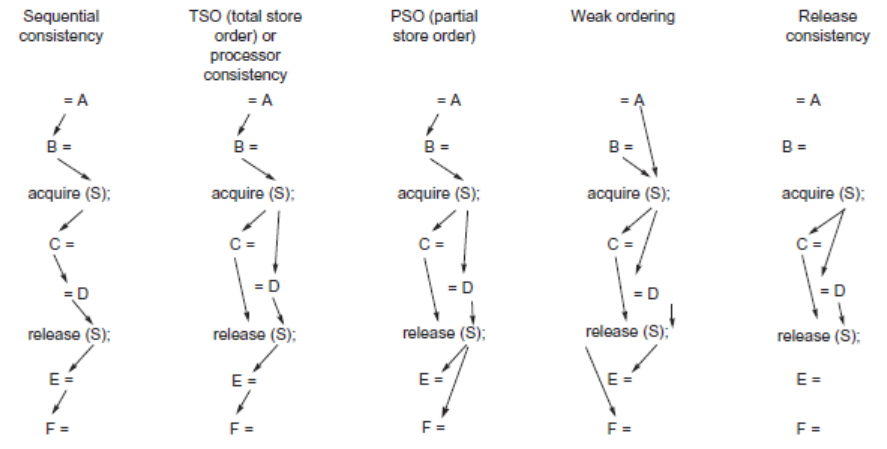 Sequential
consistency
TSO (total store
order) or
processor
consistency
PSO (partial
store order)
Weak ordering
Release
consistency
= A
B =
acquire (S);
C =
= D
release (S);
E =
F =
= A
B =
acquire (S);
C =
= D
release (S);
E =
F =
= A
B =
acquire (S);
C =
= D
release (S);
E =
F =
= A
B =
acquire (S);
C =
= D
release (S);
E =
F =
= A
B =
acquire (S);
C =
= D
release (S);
E =
F =